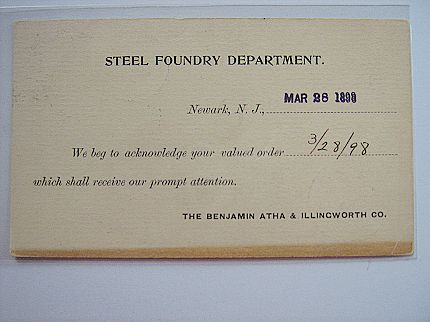 STEEL FOUNDRY DEPARTMENT.
Newark, N. J., MAR 28 1898
We beg to acknowledge your valued order 3/28/98
which shall receive our prompt attention.
THE BENJAMIN ATHA & ILLINGWORTH CO.